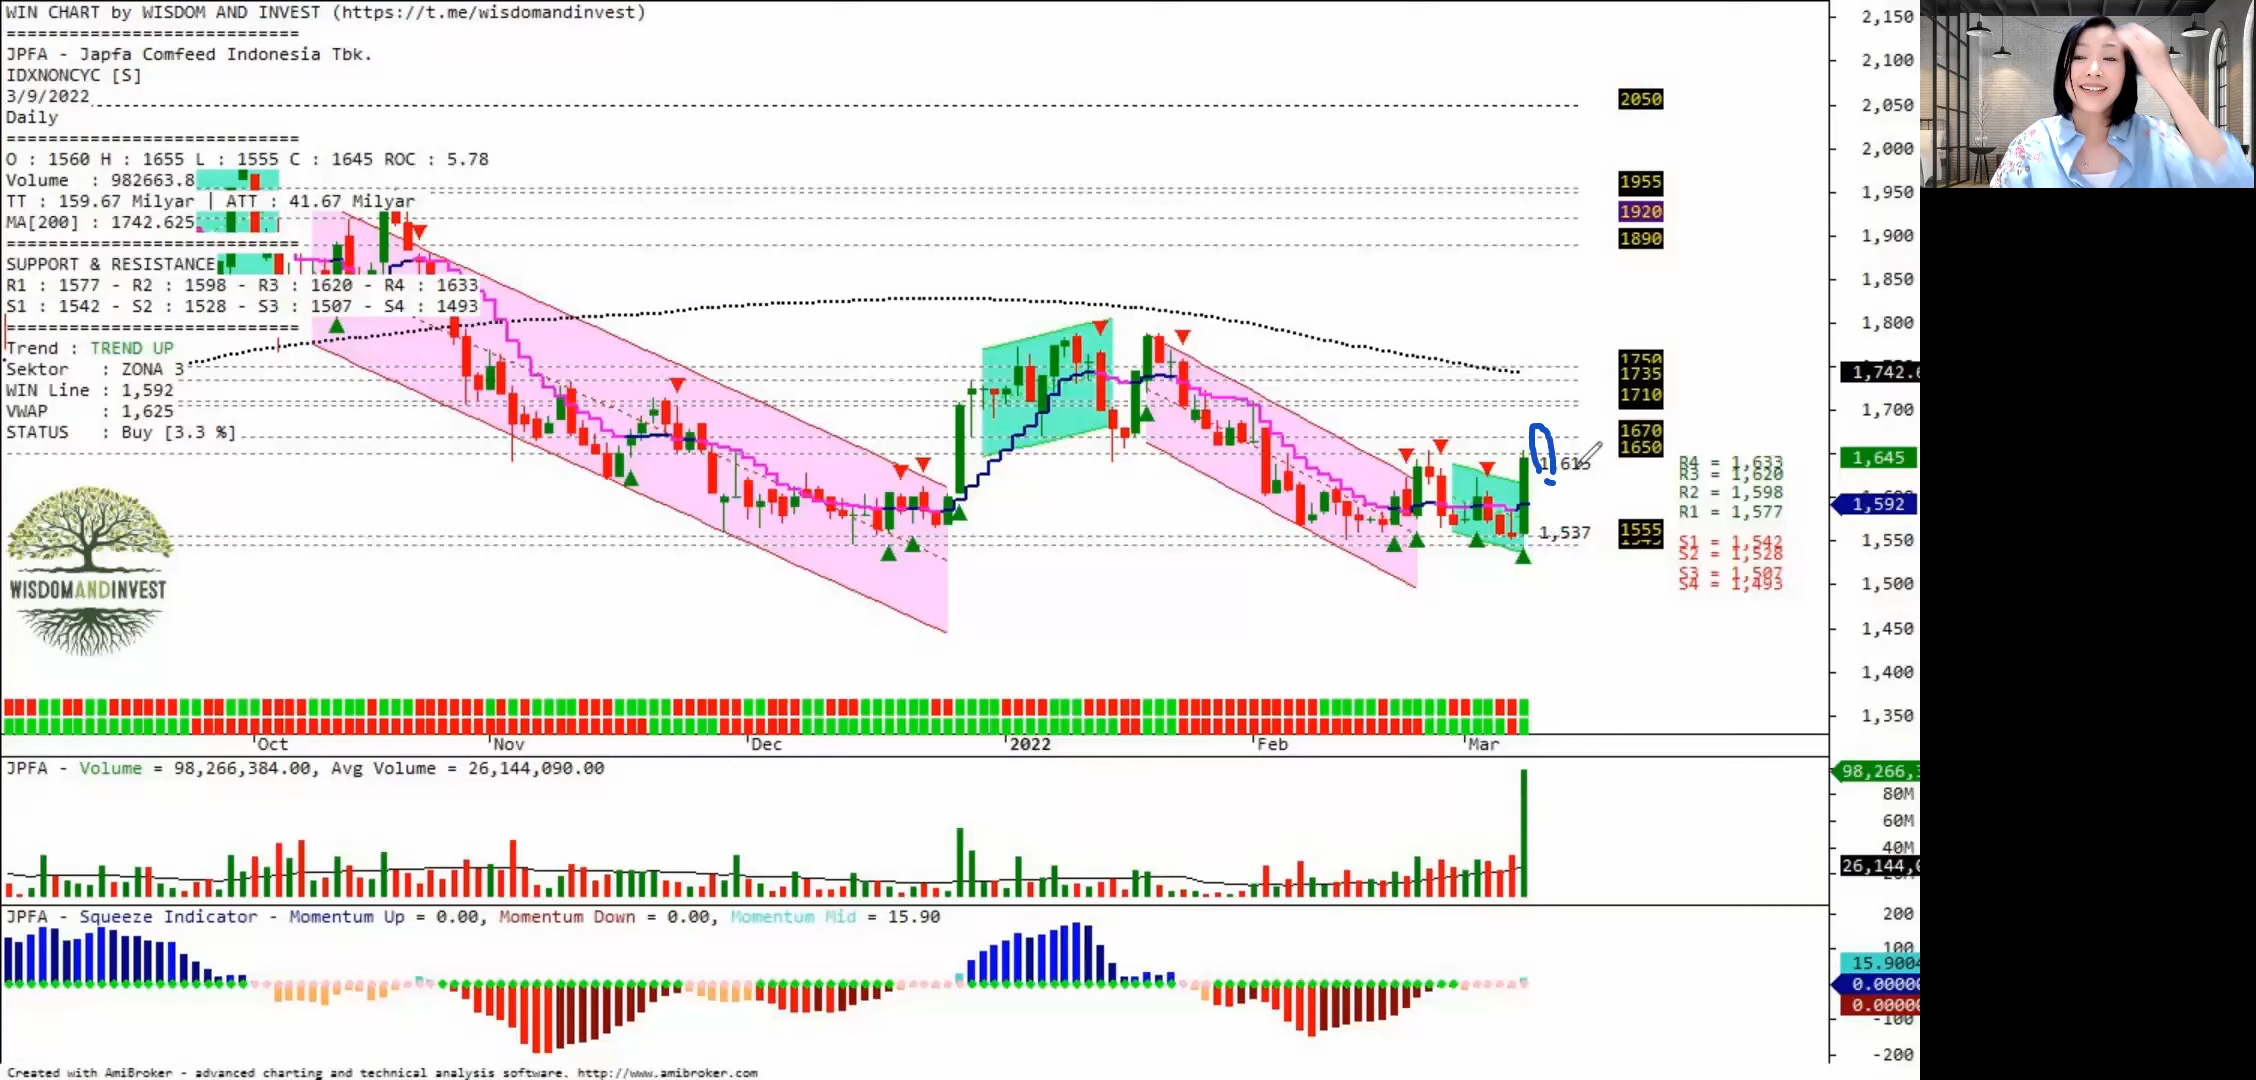 WIN CHART by WISDOM AND INVEST (https://t.me/wisdomandinvest)
============================
JPFA - Japfa Comfeed Indonesia Tbk.
IDXNONCYC [S]
3/9/2022
Daily
============================
O : 1560 H : 1655 L : 1555 C : 1645 ROC : 5.78
Volume : 982663.8
TT : 159.67 Milyar | ATT : 41.67 Milyar
MA[200] : 1742.625
============================
SUPPORT & RESISTANCE
R1 : 1577 - R2 : 1598 - R3 : 1620 - R4 : 1633
S1 : 1542 - S2 : 1528 - S3 : 1507 - S4 : 1493
============================
Trend : TREND UP
Sektor : ZONA 3
WIN Line : 1,592
VWAP : 1,625
STATUS : Buy [3.3 %]
WISDOMANDINVEST
2050
1955
1920
1890
1750
1735
1710
1670
1650
1555
1,537
R4 = 1,633
R3 = 1,620
R2 = 1,598
R1 = 1,577
S1 = 1,542
S2 = 1,528
S3 = 1,507
S4 = 1,493
2,150
2,100
2,050
2,000
1,950
1,900
1,850
1,800
1,742.6
1,700
1,645
1,592
1,550
1,500
1,450
1,400
1,350
Oct Nov Dec 2022 Feb Mar
JPFA - Volume = 98,266,384.00, Avg Volume = 26,144,090.00
98,266,3
80M
60M
40M
26,144,0
JPFA - Squeeze Indicator - Momentum Up = 0.00, Momentum Down = 0.00, Momentum Mid = 15.90
200
100
15.9004
0.00000
0.00000
-100
-200
Created with AmiBroker - advanced charting and technical analysis software. http://www.amibroker.com